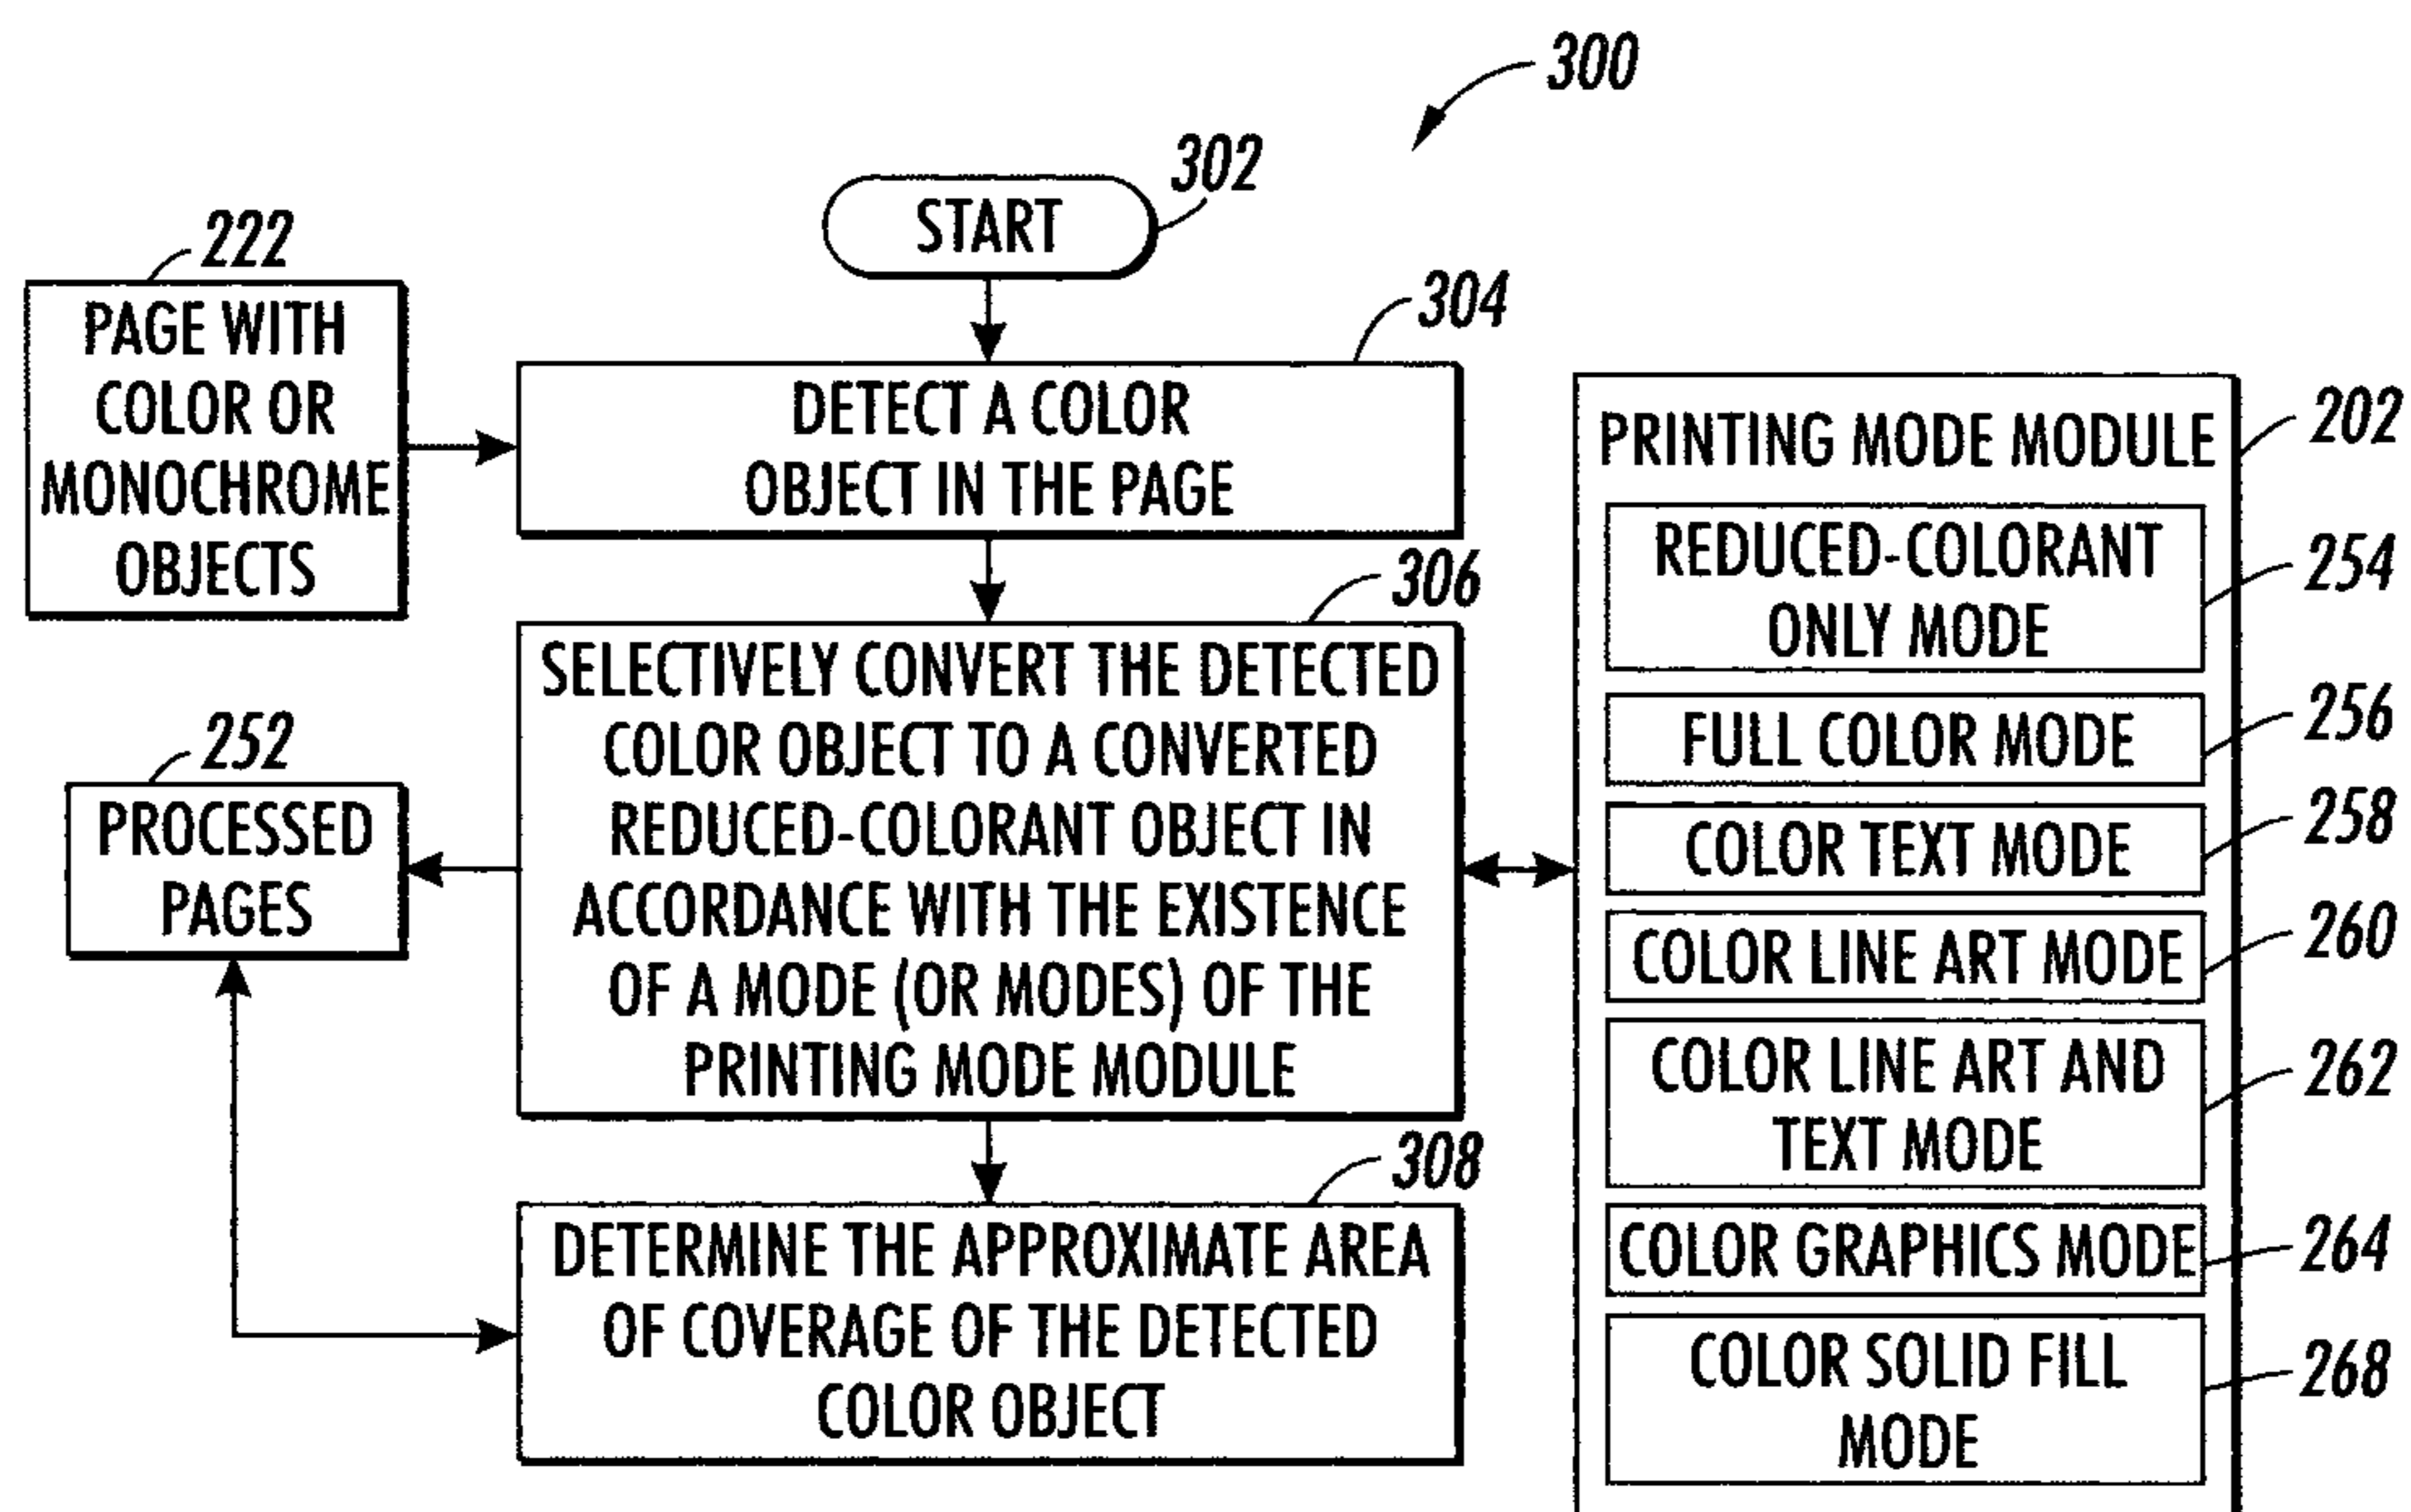 300
302
START
222
PAGE WITH
COLOR OR
MONOCHROME
OBJECTS
304
DETECT A COLOR
OBJECT IN THE PAGE
306
SELECTIVELY CONVERT THE DETECTED
COLOR OBJECT TO A CONVERTED
REDUCED-COLORANT OBJECT IN
ACCORDANCE WITH THE EXISTENCE
OF A MODE (OR MODES) OF THE
PRINTING MODE MODULE
252
PROCESSED
PAGES
308
DETERMINE THE APPROXIMATE AREA
OF COVERAGE OF THE DETECTED
COLOR OBJECT
202
PRINTING MODE MODULE
REDUCED-COLORANT
ONLY MODE
254
FULL COLOR MODE
256
COLOR TEXT MODE
258
COLOR LINE ART MODE
260
COLOR LINE ART AND
TEXT MODE
262
COLOR GRAPHICS MODE
264
COLOR SOLID FILL
MODE
268